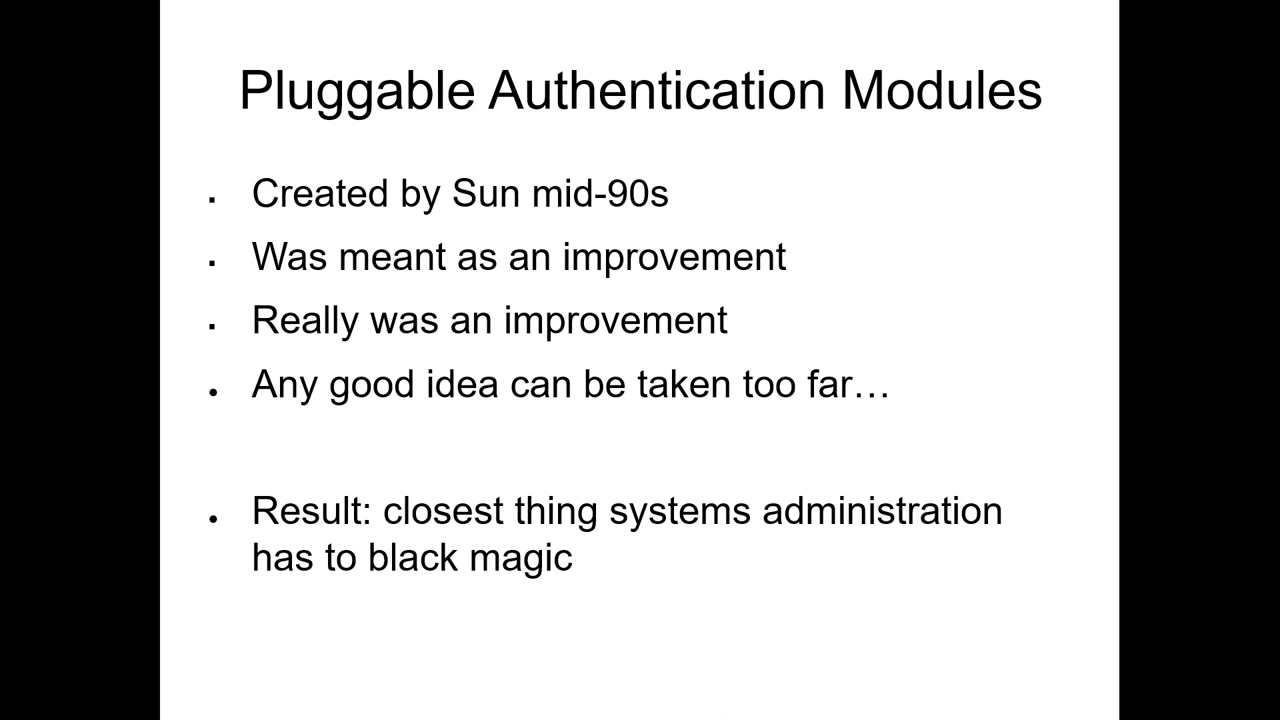 Pluggable Authentication Modules
▪ Created by Sun mid-90s
▪ Was meant as an improvement
▪ Really was an improvement
• Any good idea can be taken too far…
• Result: closest thing systems administration
has to black magic